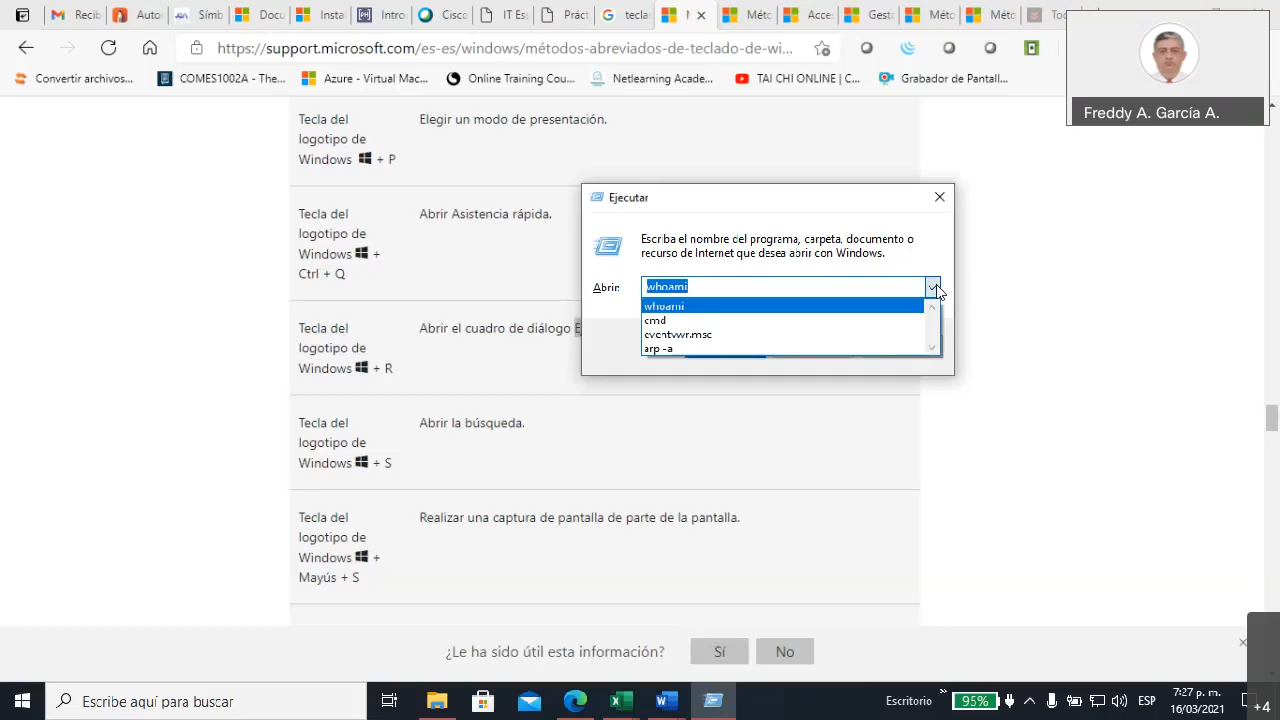 Recib
Auto
Símb
Docu
Insta
Intro
Cisco
IT Es
Práct
tecla
Méto
Acce
Gest
Méto
Méto
Too
https://support.microsoft.com/es-es/windows/métodos-abreviados-de-teclado-de-wi...
Convertir archivos...
COMES1002A - The...
Azure - Virtual Mac...
Online Training Cou...
Netlearning Acade...
TAI CHI ONLINE | C...
Grabador de Pantall...
Freddy A. García A.
Tecla del
logotipo de
Windows + P
Elegir un modo de presentación.
Tecla del
logotipo de
Windows +
Ctrl + Q
Abrir Asistencia rápida.
Tecla del
logotipo de
Windows + R
Abrir el cuadro de diálogo E
Tecla del
logotipo de
Windows + S
Abrir la búsqueda.
Tecla del
logotipo de
Windows +
Mayús + S
Realizar una captura de pantalla de parte de la pantalla.
Ejecutar
Escriba el nombre del programa, carpeta, documento o
recurso de Internet que desea abrir con Windows.
Abrir: whoami
whoami
cmd
eventvwr.msc
arp -a
¿Le ha sido útil esta información? Sí No
Escribe aquí para buscar
Escritorio
95%
ESP
7:27 p. m.
16/03/2021
+4